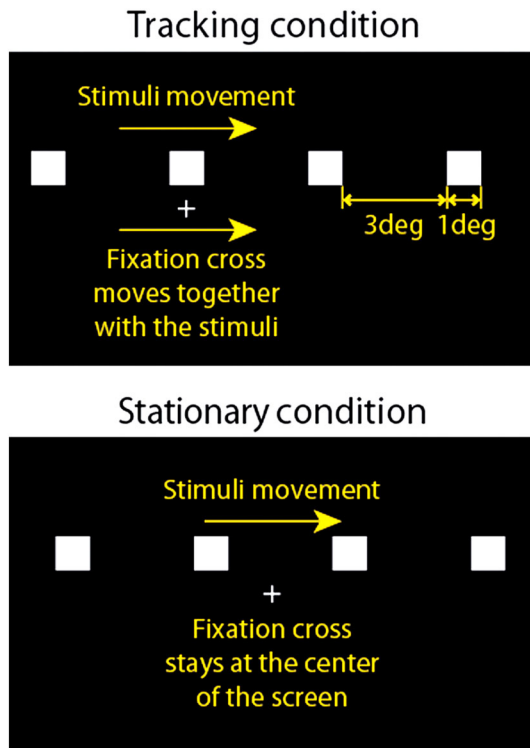 Tracking condition
Stimuli movement
3deg 1deg
Fixation cross
moves together
with the stimuli
Stationary condition
Stimuli movement
Fixation cross
stays at the center
of the screen